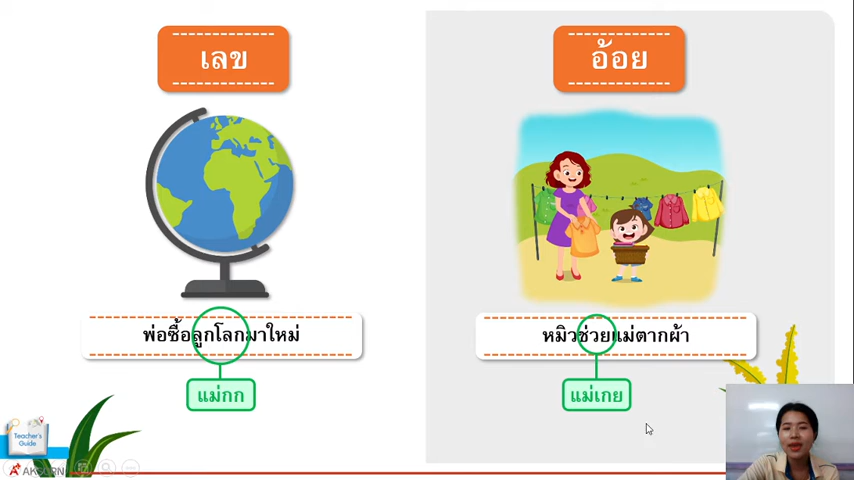 เลข
อ้อย
พ่อซื้อลูกโลกมาใหม่
หมิวช่วยแม่ตากผ้า
แม่กก
แม่เกย
Teacher's
Guide